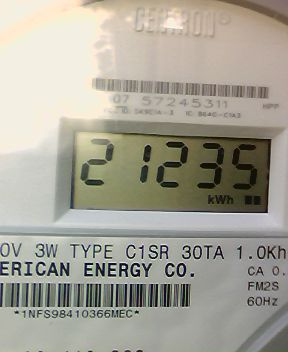 CENTRON®
07 57245311 HPP
21235
kWh
0V 3W TYPE C1SR 30TA 1.0Kh
ERICAN ENERGY CO.
CA 0.
FM2S
60Hz
*1NFS98410366MEC*